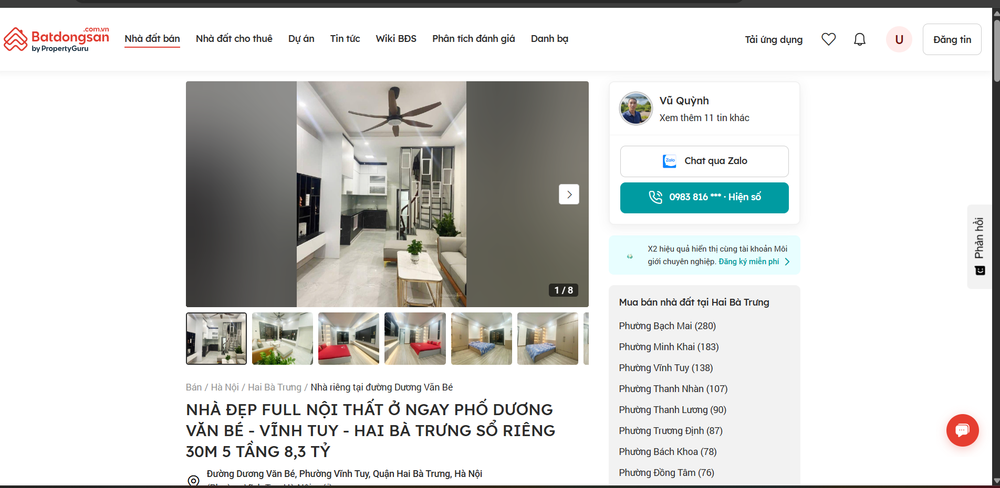 Batdongsan
.com.vn
by PropertyGuru
Nhà đất bán
Nhà đất cho thuê
Dự án
Tin tức
Wiki BĐS
Phân tích đánh giá
Danh bạ
Tải ứng dụng
U
Đăng tin
1 / 8
Batdongsan
Vũ Quỳnh
Xem thêm 11 tin khác
Zalo
Chat qua Zalo
0983 816 *** · Hiện số
X2 hiệu quả hiển thị cùng tài khoản Môi
giới chuyên nghiệp. Đăng ký miễn phí
Phản hồi
Bán / Hà Nội / Hai Bà Trưng / Nhà riêng tại đường Dương Văn Bé
NHÀ ĐẸP FULL NỘI THẤT Ở NGAY PHỐ DƯƠNG
VĂN BÉ - VĨNH TUY - HAI BÀ TRƯNG SỔ RIÊNG
30M 5 TẦNG 8,3 TỶ
Đường Dương Văn Bé, Phường Vĩnh Tuy, Quận Hai Bà Trưng, Hà Nội
Mua bán nhà đất tại Hai Bà Trưng
Phường Bạch Mai (280)
Phường Minh Khai (183)
Phường Vĩnh Tuy (138)
Phường Thanh Nhàn (107)
Phường Thanh Lương (90)
Phường Trương Định (87)
Phường Bách Khoa (78)
Phường Đồng Tâm (76)